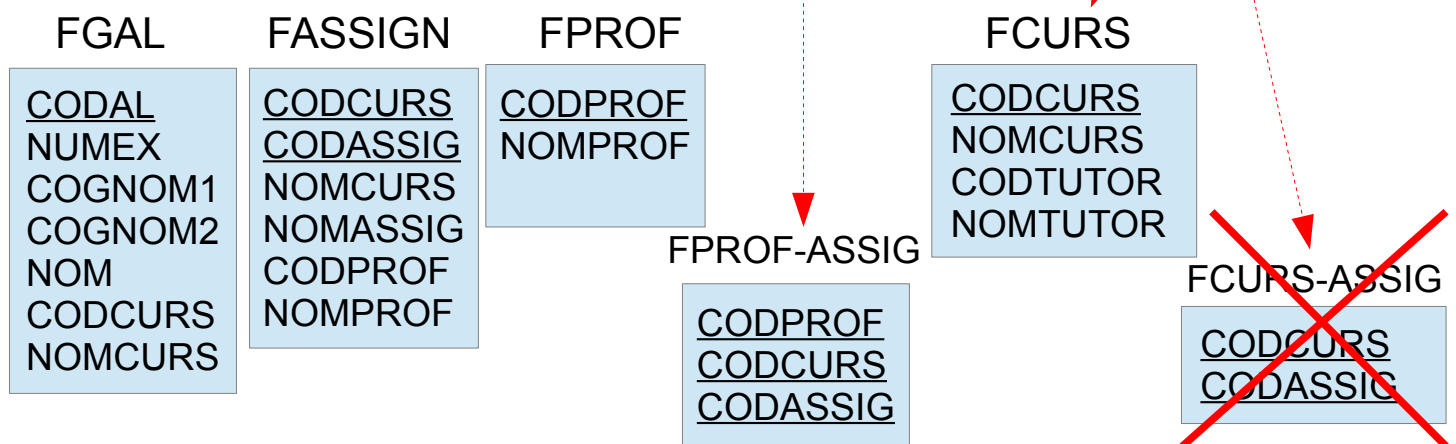 FGAL
CODAL
NUMEX
COGNOM1
COGNOM2
NOM
CODCURS
NOMCURS
FASSIGN
CODCURS
CODASSIG
NOMCURS
NOMASSIG
CODPROF
NOMPROF
FPROF
CODPROF
NOMPROF
FPROF-ASSIG
CODPROF
CODCURS
CODASSIG
FCURS
CODCURS
NOMCURS
CODTUTOR
NOMTUTOR
FCURS-ASSIG
CODCURS
CODASSIG